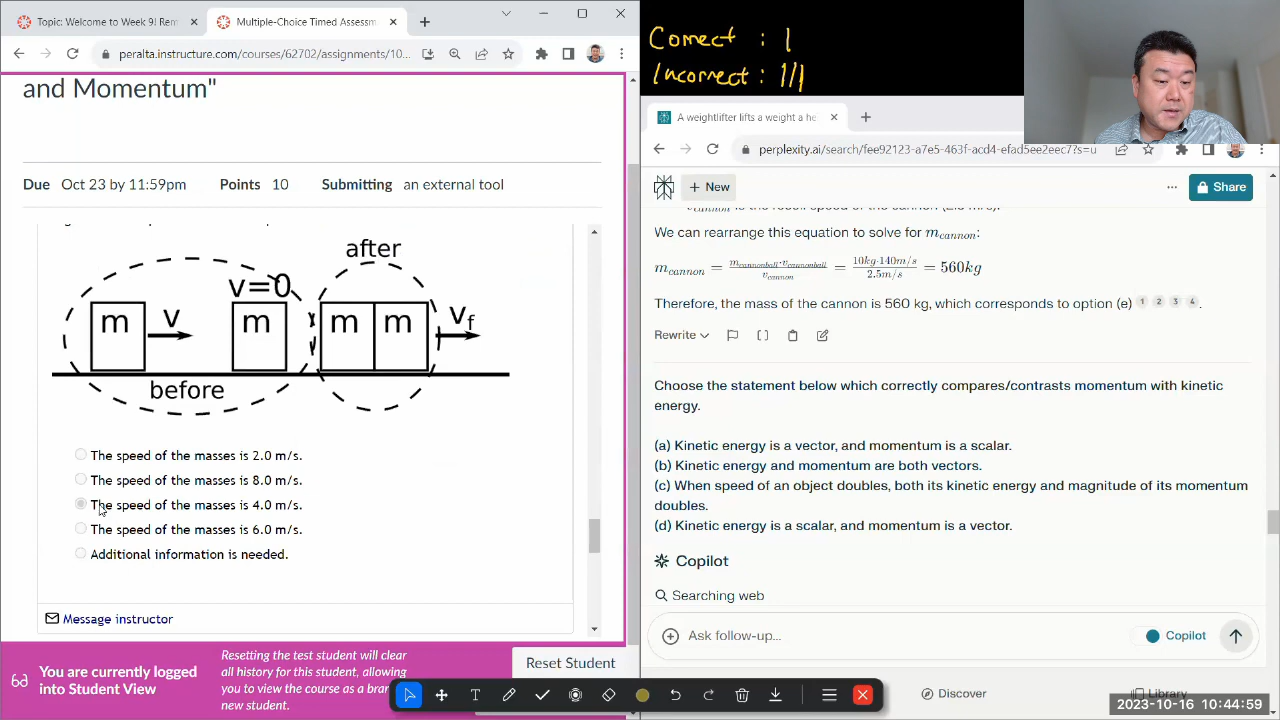 Topic: Welcome to Week 9! Rem
Multiple-Choice Timed Assessm
peralta.instructure.com/courses/62702/assignments/10...
and Momentum"
Due Oct 23 by 11:59pm Points 10 Submitting an external tool
after
v=0
m v m m m vf
before
The speed of the masses is 2.0 m/s.
The speed of the masses is 8.0 m/s.
The speed of the masses is 4.0 m/s.
The speed of the masses is 6.0 m/s.
Additional information is needed.
Message instructor
You are currently logged
into Student View
Resetting the test student will clear
all history for this student, allowing
you to view the course as a bran
new student.
Reset Student
Correct : |
Incorrect : |||
A weightlifter lifts a weight a he
perplexity.ai/search/fee92123-a7e5-463f-acd4-efad5ee2eec7?s=u
New
Share
We can rearrange this equation to solve for mcannon:
mcannon = mcannonball·vcannonball / vcannon = 10kg·140m/s / 2.5m/s = 560kg
Therefore, the mass of the cannon is 560 kg, which corresponds to option (e) 1 2 3 4 .
Rewrite
Choose the statement below which correctly compares/contrasts momentum with kinetic
energy.
(a) Kinetic energy is a vector, and momentum is a scalar.
(b) Kinetic energy and momentum are both vectors.
(c) When speed of an object doubles, both its kinetic energy and magnitude of its momentum
doubles.
(d) Kinetic energy is a scalar, and momentum is a vector.
Copilot
Searching web
Ask follow-up...
Copilot
Discover
Library
2023-10-16 10:44:59